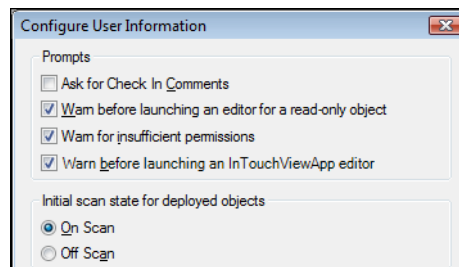 Configure User Information
Prompts
Ask for Check In Comments
Warn before launching an editor for a read-only object
Warn for insufficient permissions
Warn before launching an InTouchViewApp editor
Initial scan state for deployed objects
On Scan
Off Scan